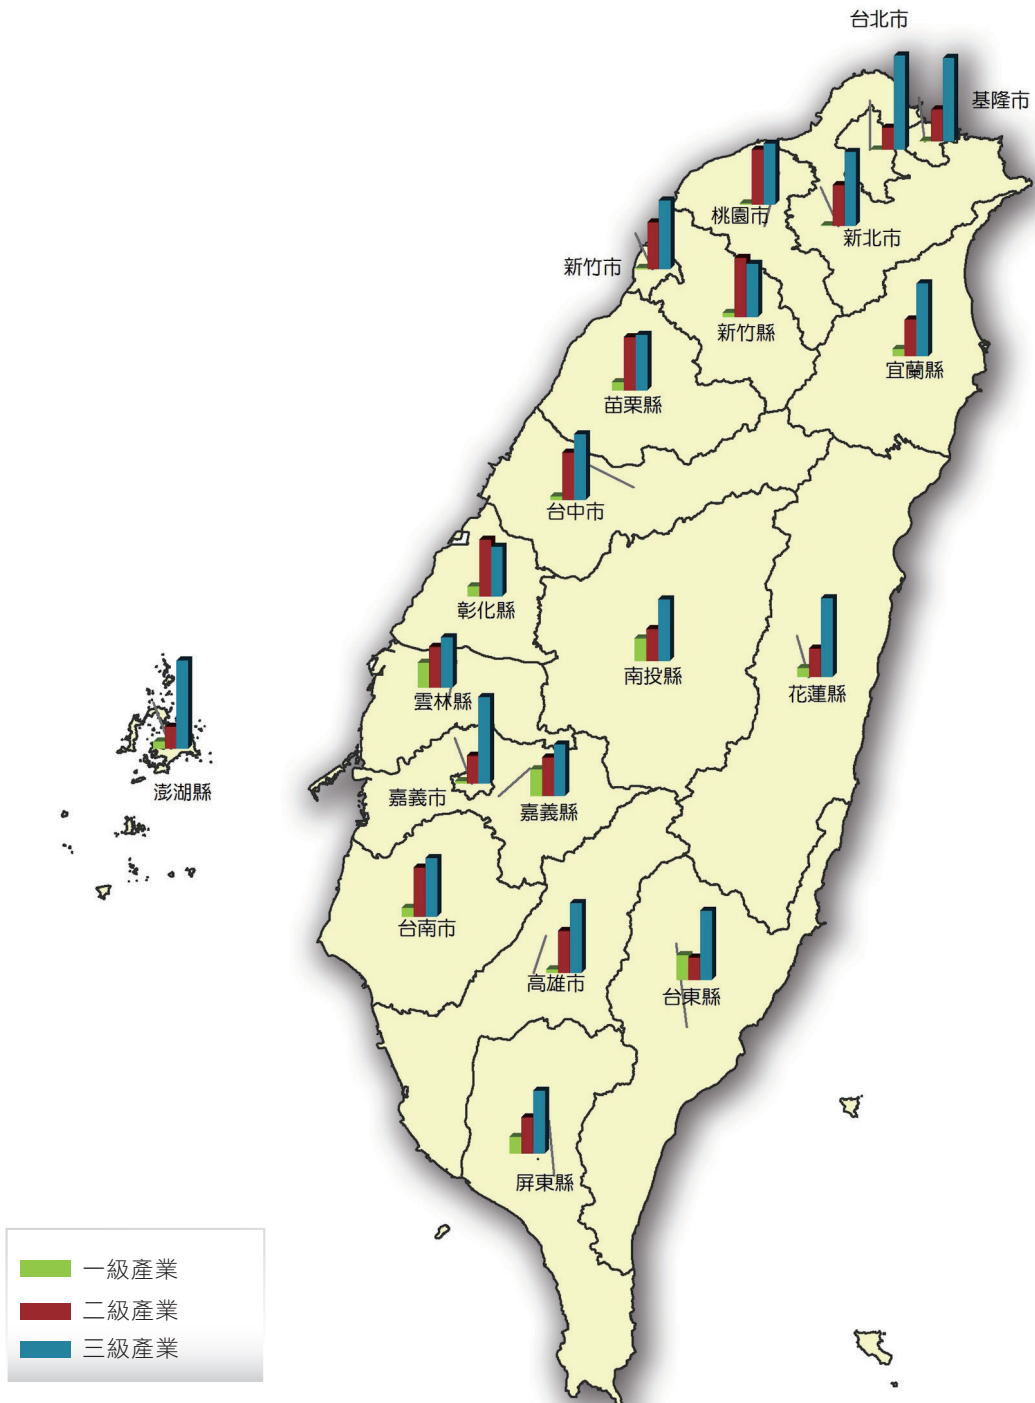 台北市
基隆市
桃園市
新北市
新竹市
新竹縣
宜蘭縣
苗栗縣
台中市
彰化縣
南投縣
花蓮縣
雲林縣
澎湖縣
嘉義市
嘉義縣
台南市
高雄市
台東縣
屏東縣
一級產業
二級產業
三級產業